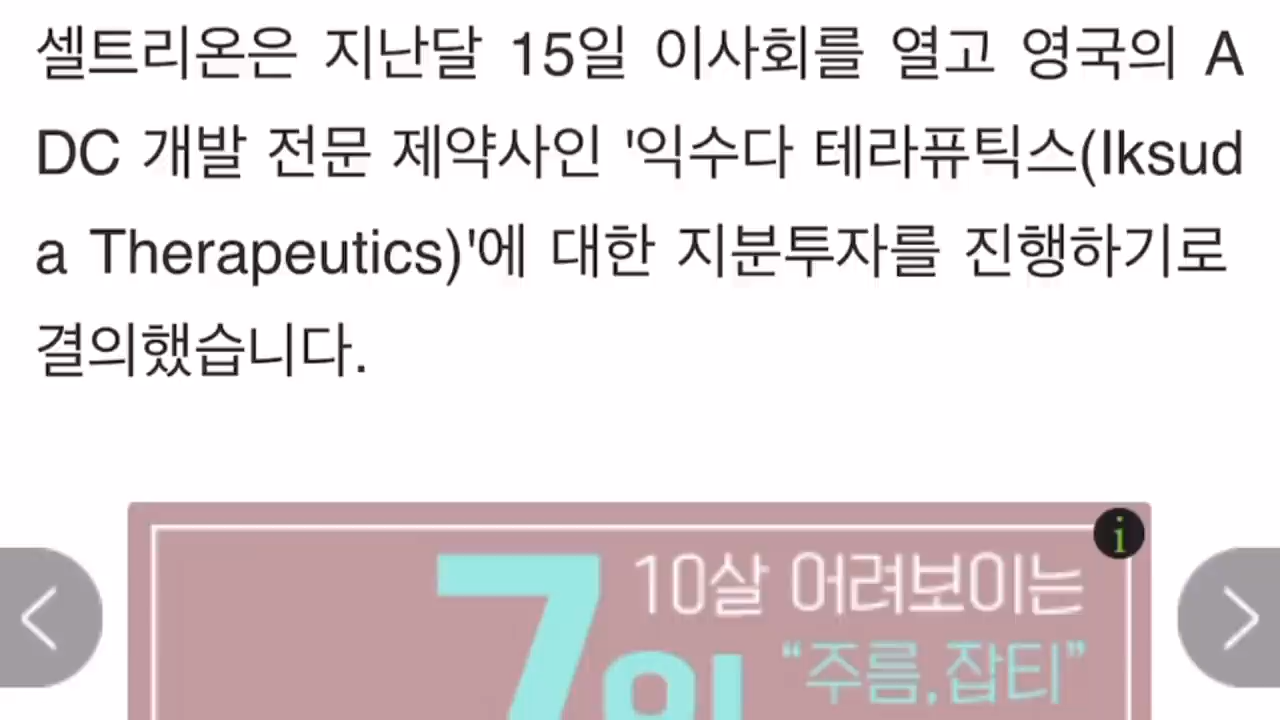 셀트리온은 지난달 15일 이사회를 열고 영국의 A
DC 개발 전문 제약사인 '익수다 테라퓨틱스(Iksud
a Therapeutics)'에 대한 지분투자를 진행하기로
결의했습니다.
i
10살 어려보이는
7일 “주름,잡티”